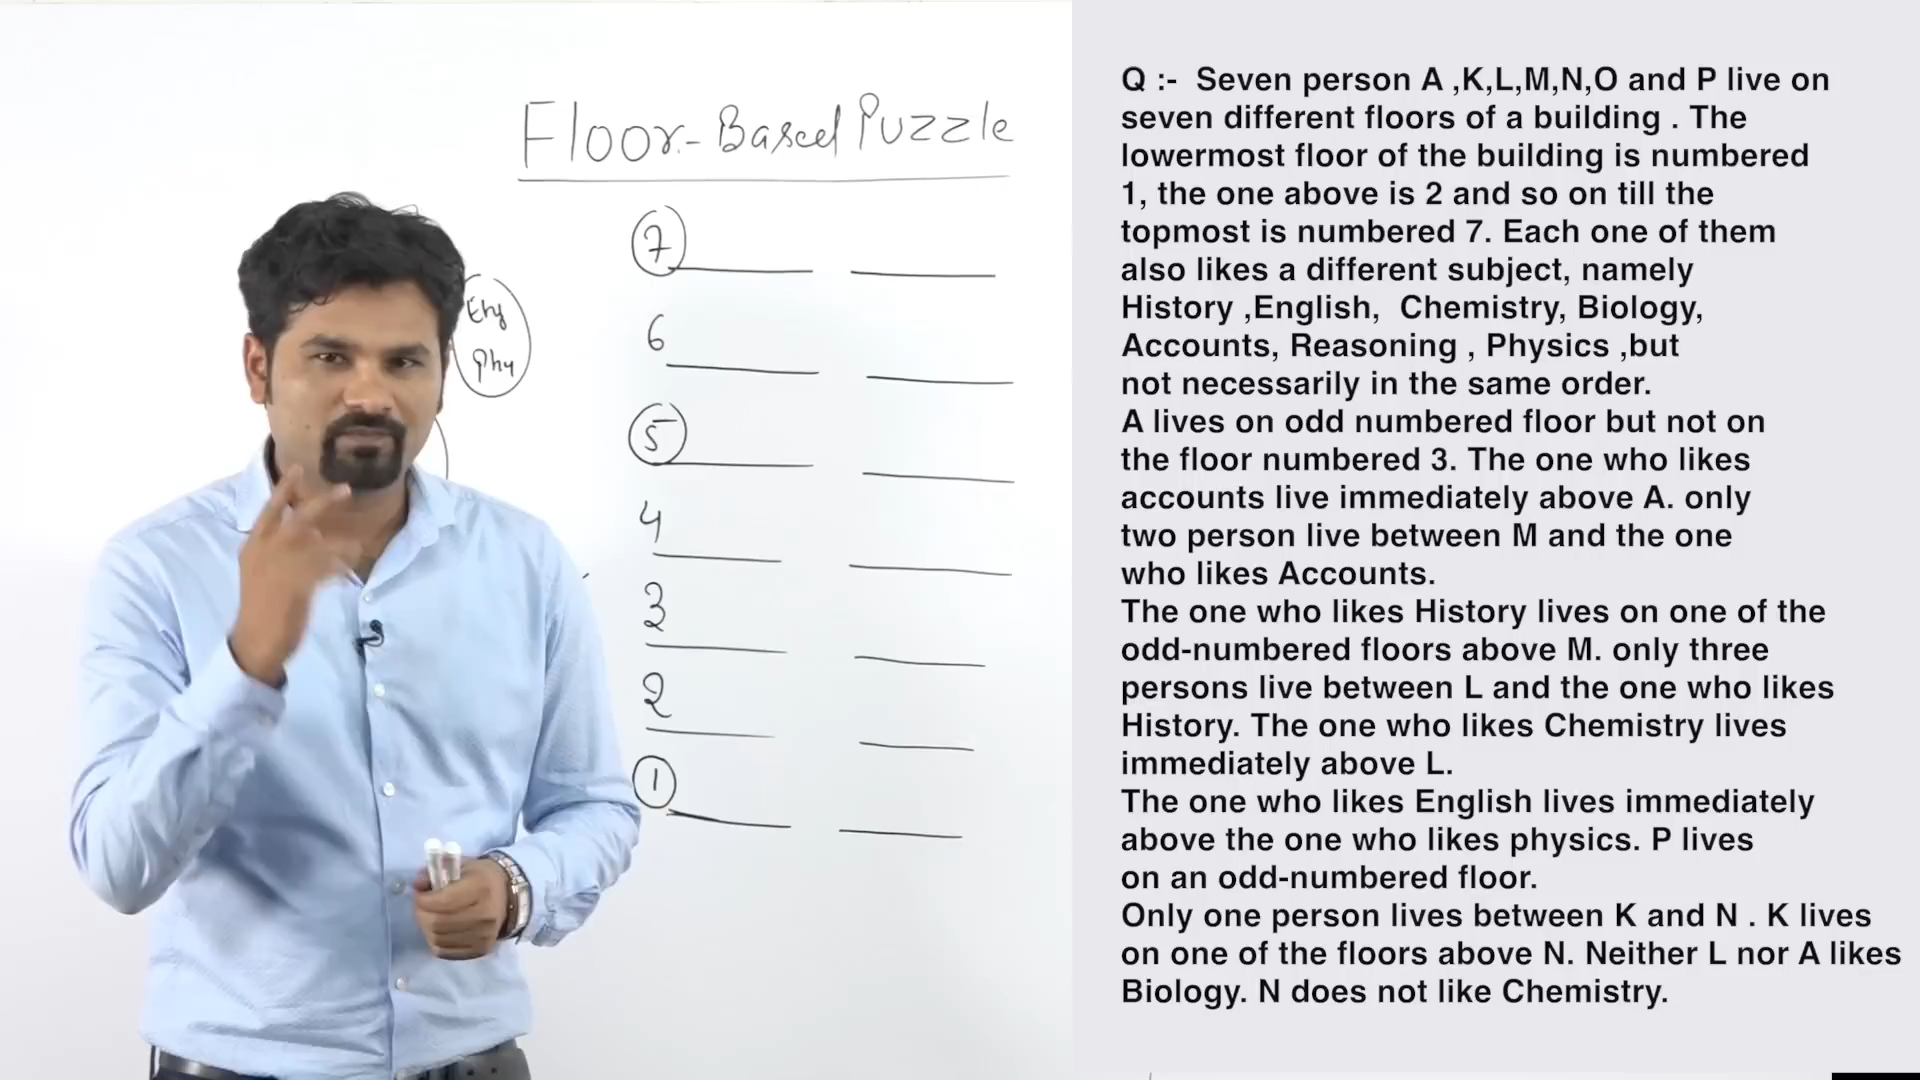 Floor-Based Puzzle
Eng
Phy
7
6
5
4
3
2
1
Q :-  Seven person A ,K,L,M,N,O and P live on
seven different floors of a building . The
lowermost floor of the building is numbered
1, the one above is 2 and so on till the
topmost is numbered 7. Each one of them
also likes a different subject, namely
History ,English,  Chemistry, Biology,
Accounts, Reasoning , Physics ,but
not necessarily in the same order.
A lives on odd numbered floor but not on
the floor numbered 3. The one who likes
accounts live immediately above A. only
two person live between M and the one
who likes Accounts.
The one who likes History lives on one of the
odd-numbered floors above M. only three
persons live between L and the one who likes
History. The one who likes Chemistry lives
immediately above L.
The one who likes English lives immediately
above the one who likes physics. P lives
on an odd-numbered floor.
Only one person lives between K and N . K lives
on one of the floors above N. Neither L nor A likes
Biology. N does not like Chemistry.